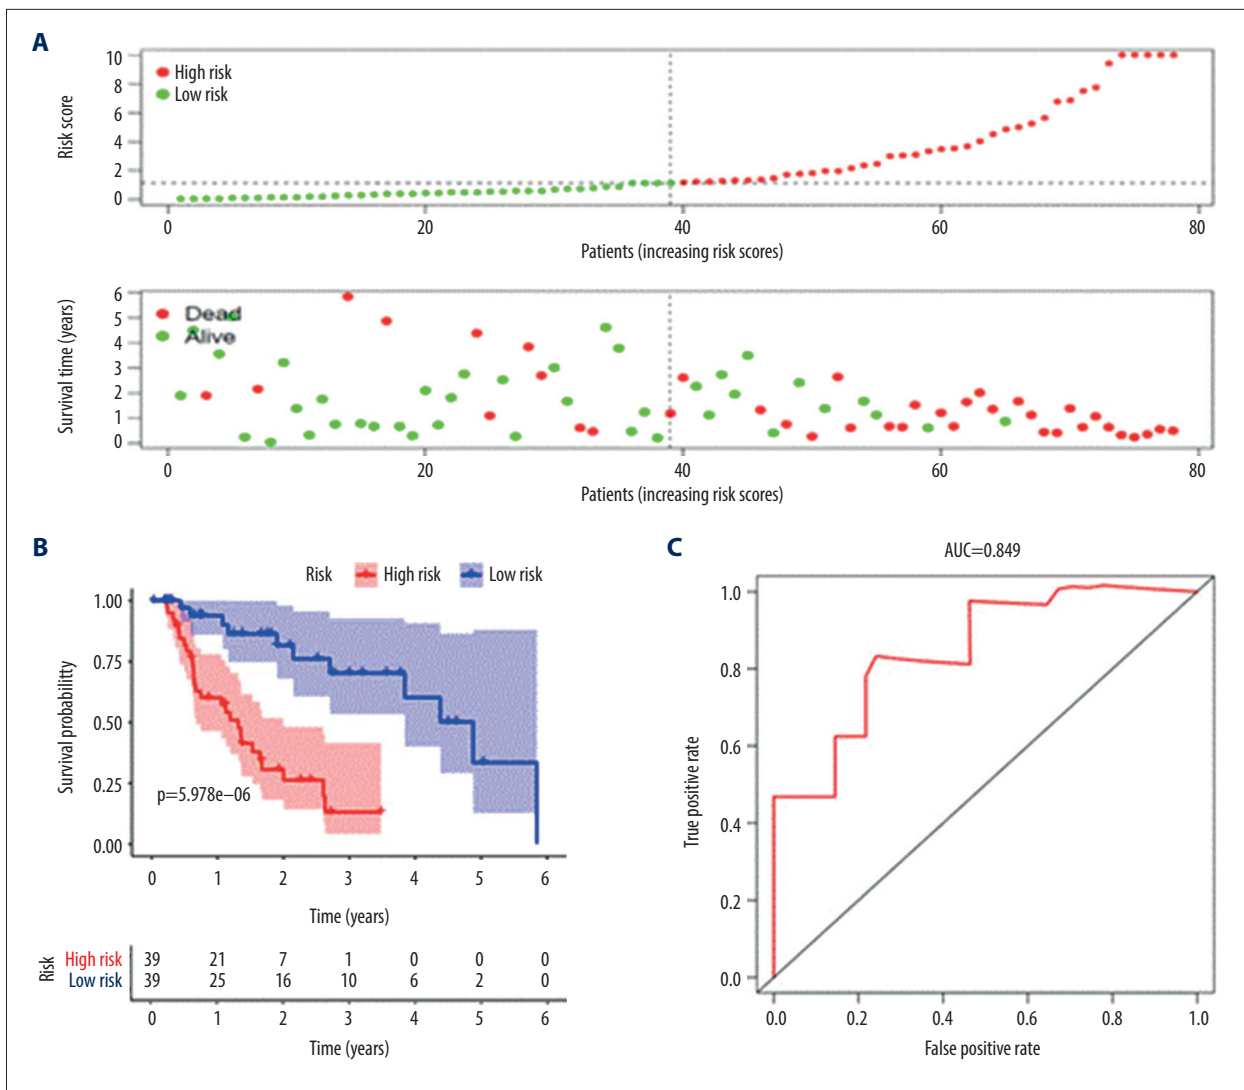 A
Risk score
10
8
6
4
2
0
High risk
Low risk
0 20 40 60 80
Patients (increasing risk scores)
Survival time (years)
6
5
4
3
2
1
0
Dead
Alive
0 20 40 60 80
Patients (increasing risk scores)
B
Risk High risk Low risk
Survival probabilitty
1.00
0.75
0.50
0.25
0.00
p=5.978e–06
0 1 2 3 4 5 6
Time (years)
Risk
High risk 39 21 7 1 0 0 0
Low risk 39 25 16 10 6 2 0
0 1 2 3 4 5 6
Time (years)
C
AUC=0.849
True positive rate
1.0
0.8
0.6
0.4
0.2
0.0
0.0 0.2 0.4 0.6 0.8 1.0
False positive rate